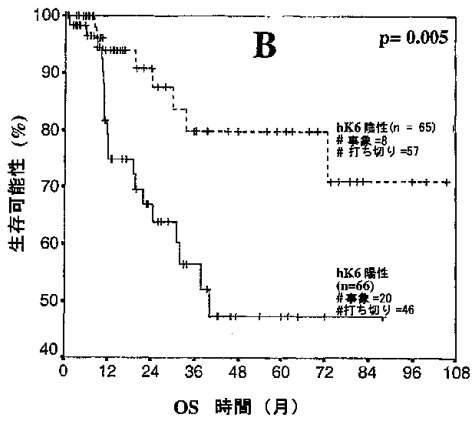 B
p= 0.005
100
90
80
70
60
50
40
生存可能性 (%)
hK6 陰性(n = 65)
# 事象 =8
# 打ち切り=57
hK6 陽性
(n=66)
# 事象=20
#打ち切り=46
0 12 24 36 48 60 72 84 96 108
OS 時間 (月)